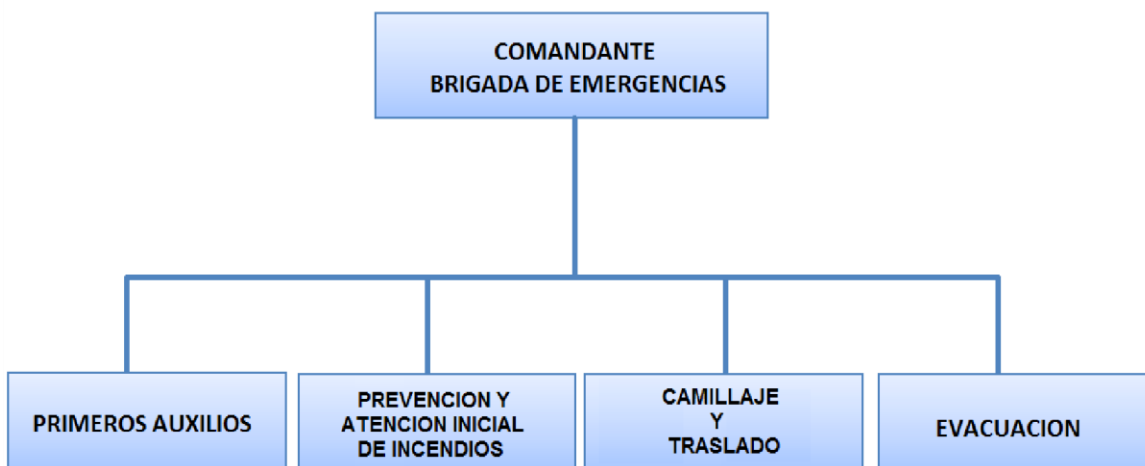 COMANDANTE
BRIGADA DE EMERGENCIAS
PRIMEROS AUXILIOS
PREVENCION Y
ATENCION INICIAL
DE INCENDIOS
CAMILLAJE
Y
TRASLADO
EVACUACION